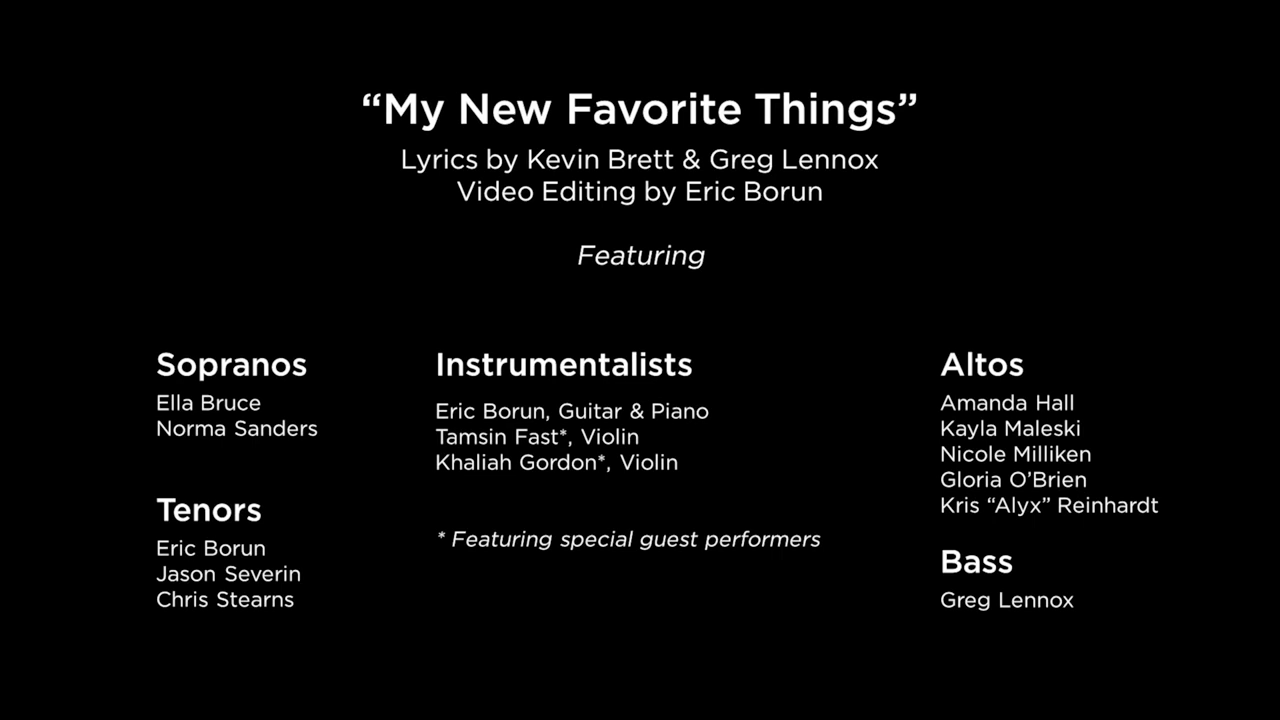 “My New Favorite Things”
Lyrics by Kevin Brett & Greg Lennox
Video Editing by Eric Borun
Featuring
Sopranos
Ella Bruce
Norma Sanders
Tenors
Eric Borun
Jason Severin
Chris Stearns
Instrumentalists
Eric Borun, Guitar & Piano
Tamsin Fast*, Violin
Khaliah Gordon*, Violin
* Featuring special guest performers
Altos
Amanda Hall
Kayla Maleski
Nicole Milliken
Gloria O’Brien
Kris “Alyx” Reinhardt
Bass
Greg Lennox